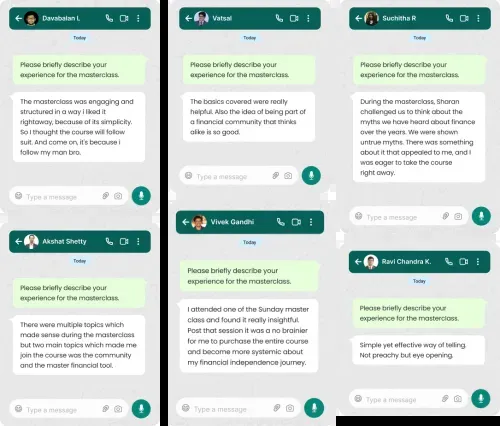 Davabalan L
Today
Please briefly describe your
experience for the masterclass.
The masterclass was engaging and
structured in a way i liked it
rightaway, because of its simplicity.
So I thought the course will follow
suit. And come on, it's because i
follow my man bro.
Type a message
Vatsal
Today
Please briefly describe your
experience for the masterclass.
The basics covered were really
helpful. Also the idea of being part of
a financial community that thinks
alike is so good.
Type a message
Suchitha R
Today
Please briefly describe your
experience for the masterclass.
During the masterclass, Sharan
challenged us to think about the
myths we have heard about finance
over the years. We were shown
untrue myths. There was something
about it that appealed to me, and I
was eager to take the course
right away.
Type a message
Akshat Shetty
Today
Please briefly describe your
experience for the masterclass.
There were multiple topics which
made sense during the masterclass
but two main topics which made me
join the course was the community
and the master financial tool.
Type a message
Vivek Gandhi
Today
Please briefly describe your
experience for the masterclass.
I attended one of the Sunday master
class and found it really insightful.
Post that session it was a no brainier
for me to purchase the entire course
and become more systemic about
my financial independence journey.
Type a message
Ravi Chandra K.
Today
Please briefly describe your
experience for the masterclass.
Simple yet effective way of telling.
Not preachy but eye opening.
Type a message